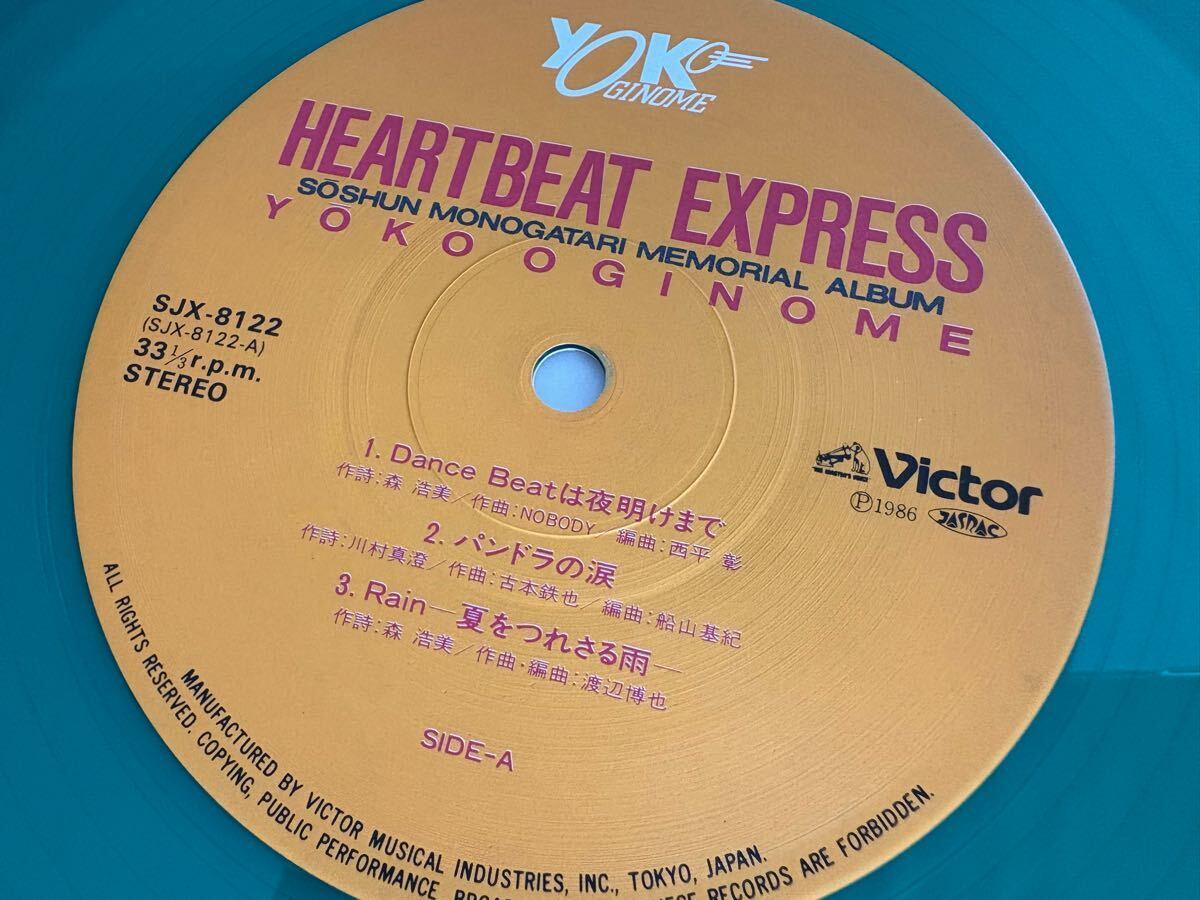 YOKO
OGINOME
HEARTBEAT EXPRESS
SŌSHUN MONOGATARI MEMORIAL ALBUM
YŌKO OGINOME
SJX-8122
(SJX-8122-A)
33 1/3 r.p.m.
STEREO
Victor
Ⓟ1986 JASRAC
1. Dance Beatは夜明けまで
作詩:森 浩美/作曲:NOBODY 編曲:西平 彰
2. パンドラの涙
作詩:川村真澄/作曲:古本鉄也/編曲:船山基紀
3. Rain—夏をつれさる雨—
作詩:森 浩美/作曲・編曲:渡辺博也
SIDE-A
MANUFACTURED BY VICTOR MUSICAL INDUSTRIES, INC., TOKYO, JAPAN.
ALL RIGHTS RESERVED. COPYING, PUBLIC PERFORMANCE, RECORDS ARE FORBIDDEN.